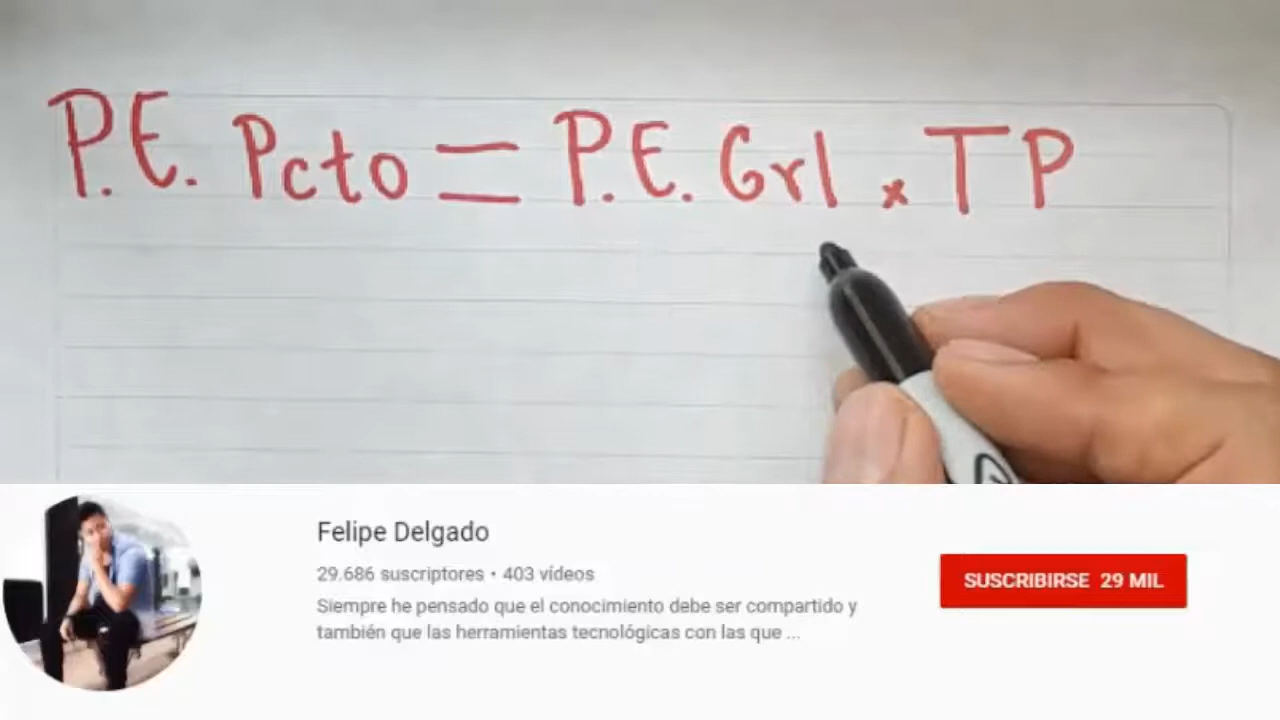 P.E. Pcto = P.E. Grl x TP
Felipe Delgado
29.686 suscriptores • 403 vídeos
Siempre he pensado que el conocimiento debe ser compartido y
también que las herramientas tecnológicas con las que ...
SUSCRIBIRSE 29 MIL